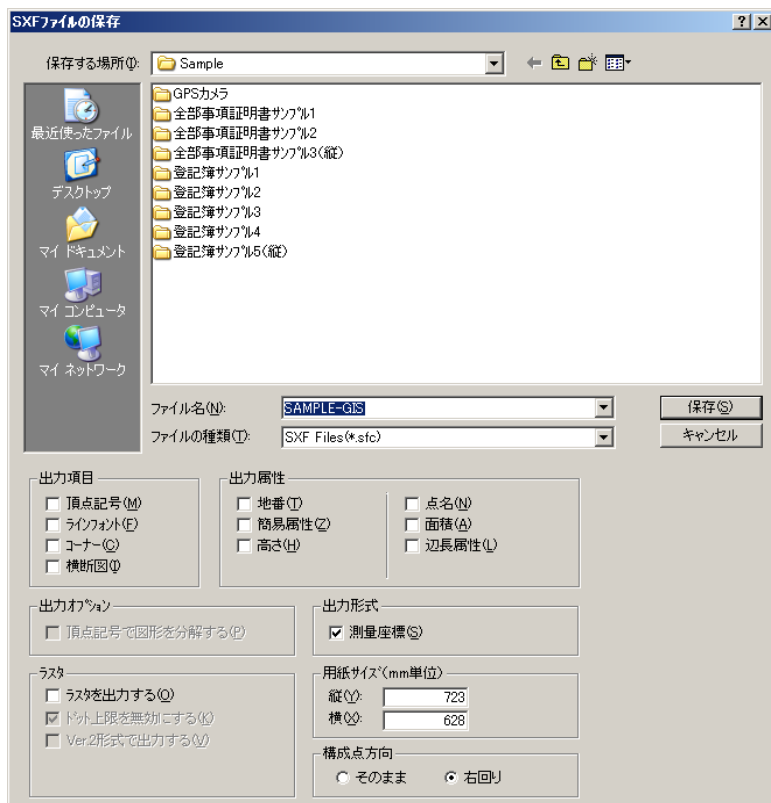 SXFファイルの保存
保存する場所(I):
Sample
最近使ったファイル
デスクトップ
マイ ドキュメント
マイ コンピュータ
マイ ネットワーク
GPSカメラ
全部事項証明書サンプル1
全部事項証明書サンプル2
全部事項証明書サンプル3(縦)
登記簿サンプル1
登記簿サンプル2
登記簿サンプル3
登記簿サンプル4
登記簿サンプル5(縦)
ファイル名(N):
SAMPLE-GIS
保存(S)
ファイルの種類(T):
SXF Files(*.sfc)
キャンセル
出力項目
頂点記号(M)
ラインフォント(F)
コーナー(C)
横断図(I)
出力属性
地番(T)
簡易属性(Z)
高さ(H)
点名(N)
面積(A)
辺長属性(L)
出力オプション
頂点記号で図形を分解する(P)
出力形式
測量座標(S)
ラスタ
ラスタを出力する(O)
ドット上限を無効にする(K)
Ver.2形式で出力する(V)
用紙サイズ(mm単位)
縦(Y):
723
横(X):
628
構成点方向
そのまま
右回り